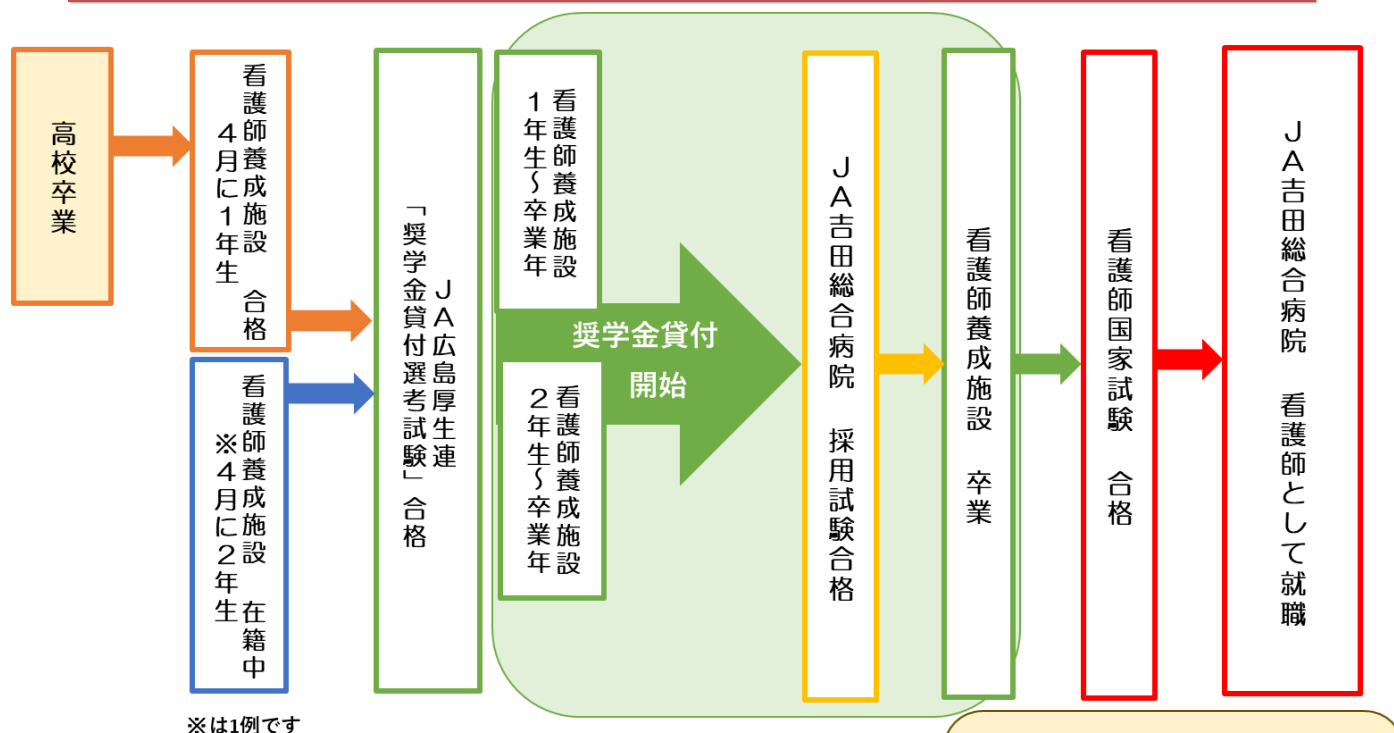 高校卒業
看護師養成施設　合格
４月に１年生
看護師養成施設　在籍中
※４月に２年生
ＪＡ広島厚生連
「奨学金貸付選考試験」合格
看護師養成施設
１年生～卒業年
看護師養成施設
２年生～卒業年
奨学金貸付
開始
ＪＡ吉田総合病院　採用試験合格
看護師養成施設　卒業
看護師国家試験　合格
ＪＡ吉田総合病院　看護師として就職
※は1例です